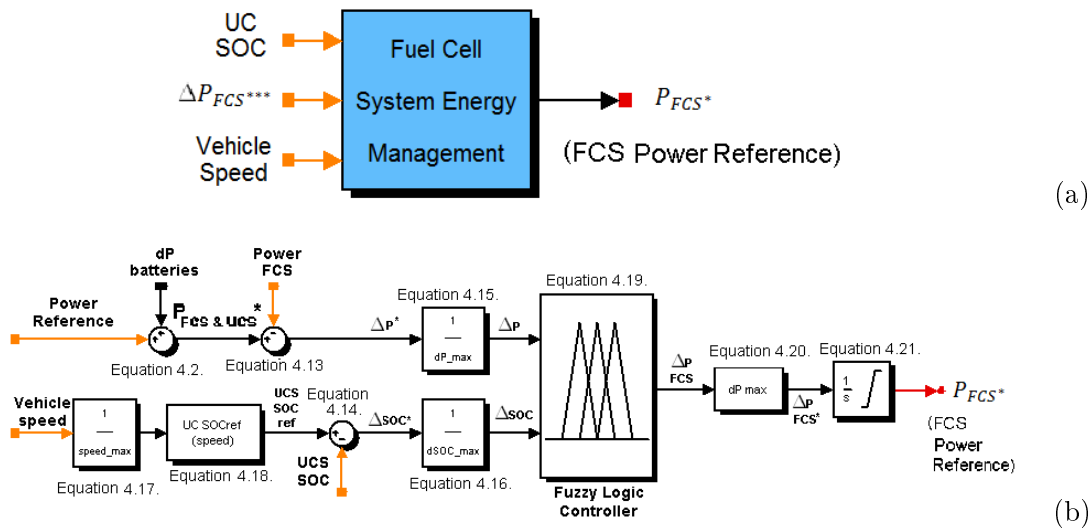 UC
SOC
ΔP_FCS***
Vehicle
Speed
Fuel Cell
System Energy
Management
P_FCS*
(FCS Power Reference)
(a)
dP
batteries
Power
FCS
Power
Reference
P FCS & UCS *
Equation 4.2.
Equation 4.13
ΔP*
Equation 4.15.
1
dP_max
ΔP
Equation 4.19.
Fuzzy Logic
Controller
ΔP
FCS
Equation 4.20.
dP max
ΔP
FCS*
Equation 4.21.
1
s
P_FCS*
(FCS
Power
Reference)
Vehicle
speed
1
speed_max
Equation 4.17.
UC SOCref
(speed)
Equation 4.18.
UCS
SOC
ref
Equation
4.14.
UCS
SOC
ΔSOC*
1
dSOC_max
Equation 4.16.
ΔSOC
(b)